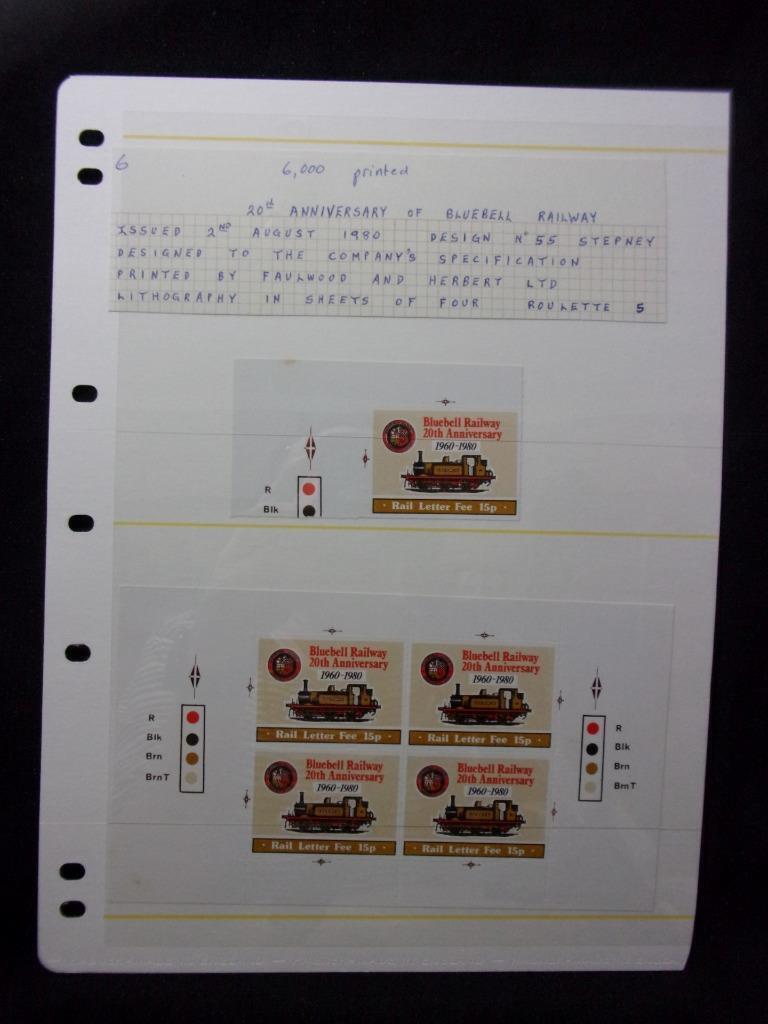 6
6,000 printed
20th ANNIVERSARY OF BLUEBELL RAILWAY
ISSUED 2ND AUGUST 1980 DESIGN No 55 STEPNEY
DESIGNED TO THE COMPANY'S SPECIFICATION
PRINTED BY FAULWOOD AND HERBERT LTD
LITHOGRAPHY IN SHEETS OF FOUR ROULETTE 5
Bluebell Railway
20th Anniversary
1960-1980
Rail Letter Fee 15p
R
Blk
Bluebell Railway
20th Anniversary
1960-1980
Rail Letter Fee 15p
Bluebell Railway
20th Anniversary
1960-1980
Rail Letter Fee 15p
R
Blk
Brn
BrnT
R
Blk
Brn
BrnT
Bluebell Railway
20th Anniversary
1960-1980
Rail Letter Fee 15p
Bluebell Railway
20th Anniversary
1960-1980
Rail Letter Fee 15p